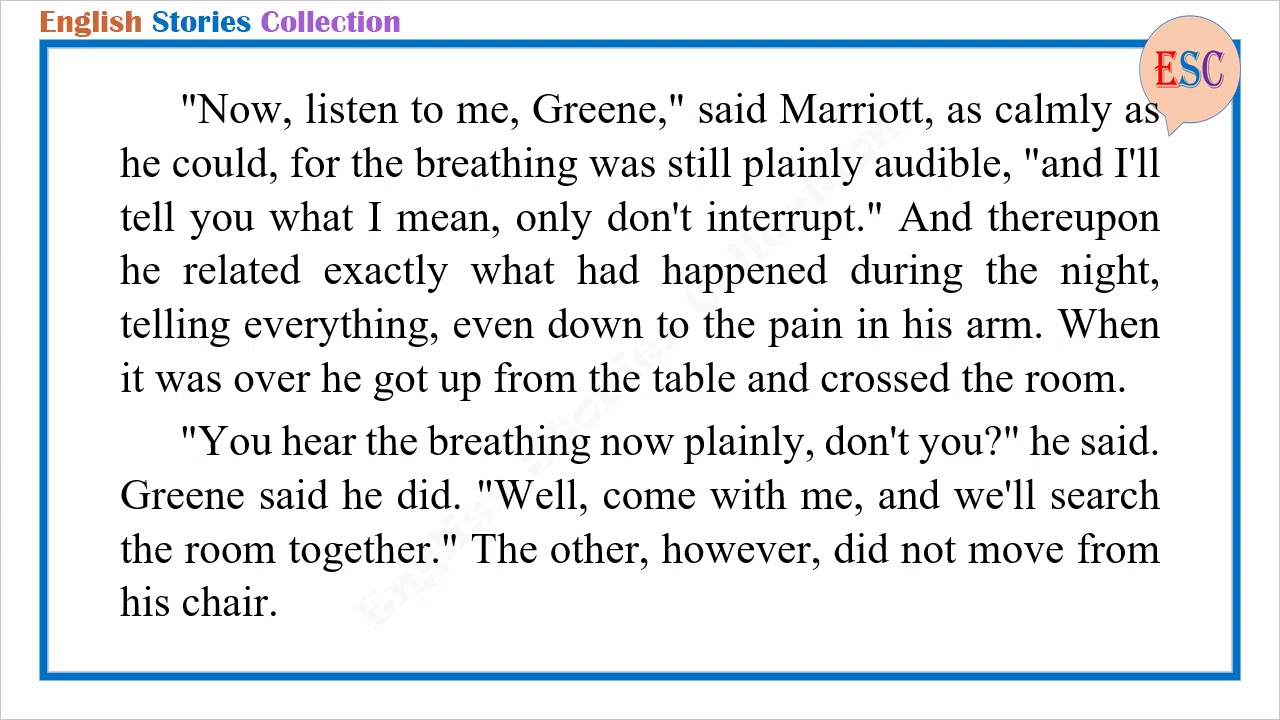 English Stories Collection
ESC
"Now, listen to me, Greene," said Marriott, as calmly as
he could, for the breathing was still plainly audible, "and I'll
tell you what I mean, only don't interrupt." And thereupon
he related exactly what had happened during the night,
telling everything, even down to the pain in his arm. When
it was over he got up from the table and crossed the room.
"You hear the breathing now plainly, don't you?" he said.
Greene said he did. "Well, come with me, and we'll search
the room together." The other, however, did not move from
his chair.
English Stories Collection